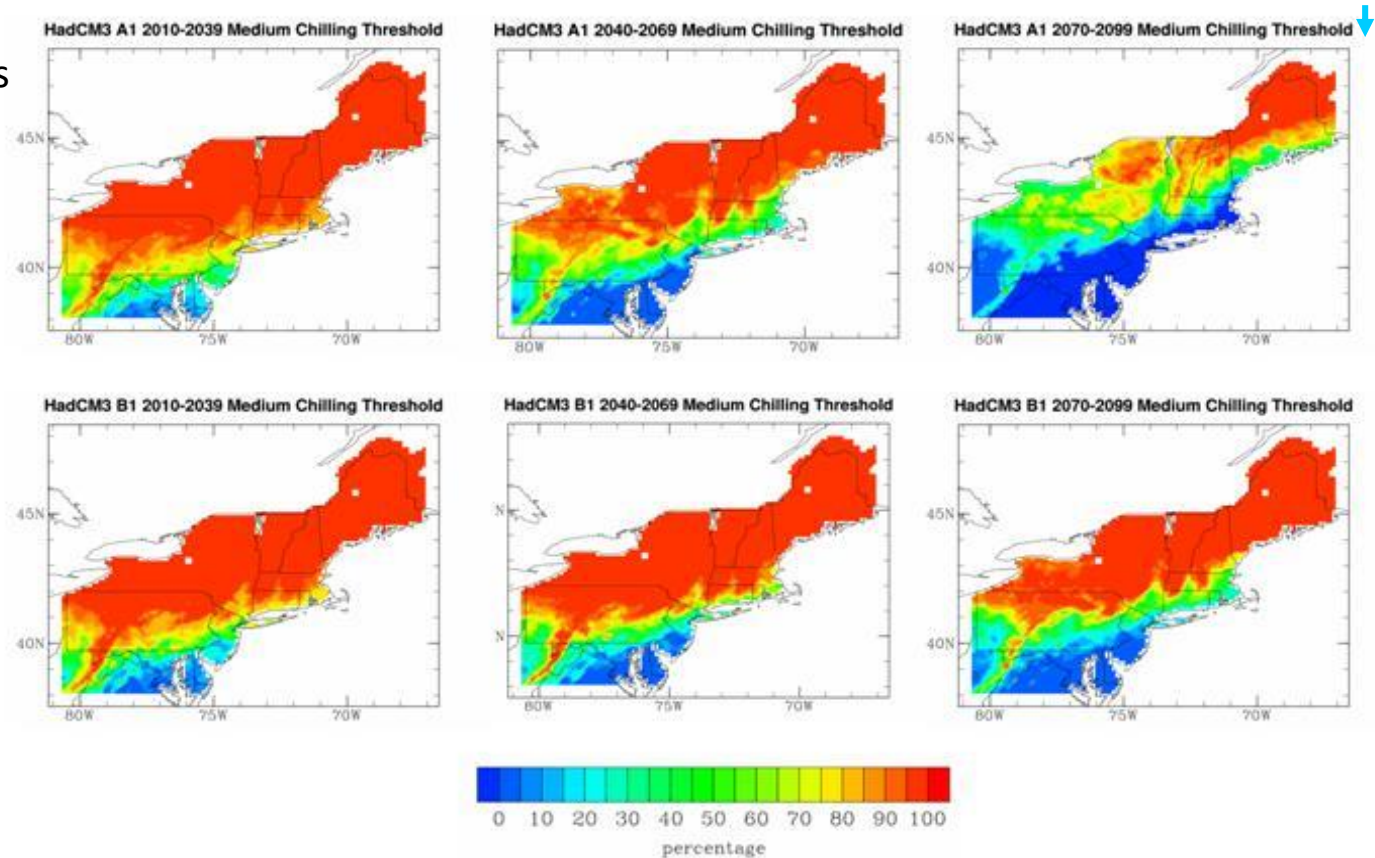 s
HadCM3 A1 2010-2039 Medium Chilling Threshold
HadCM3 A1 2040-2069 Medium Chilling Threshold
HadCM3 A1 2070-2099 Medium Chilling Threshold
45N
40N
80W 75W 70W
45N
40N
80W 75W 70W
45N
40N
80W 75W 70W
HadCM3 B1 2010-2039 Medium Chilling Threshold
HadCM3 B1 2040-2069 Medium Chilling Threshold
HadCM3 B1 2070-2099 Medium Chilling Threshold
45N
40N
80W 75W 70W
N
N
80W 75W 70W
45N
40N
80W 75W 70W
0 10 20 30 40 50 60 70 80 90 100
percentage